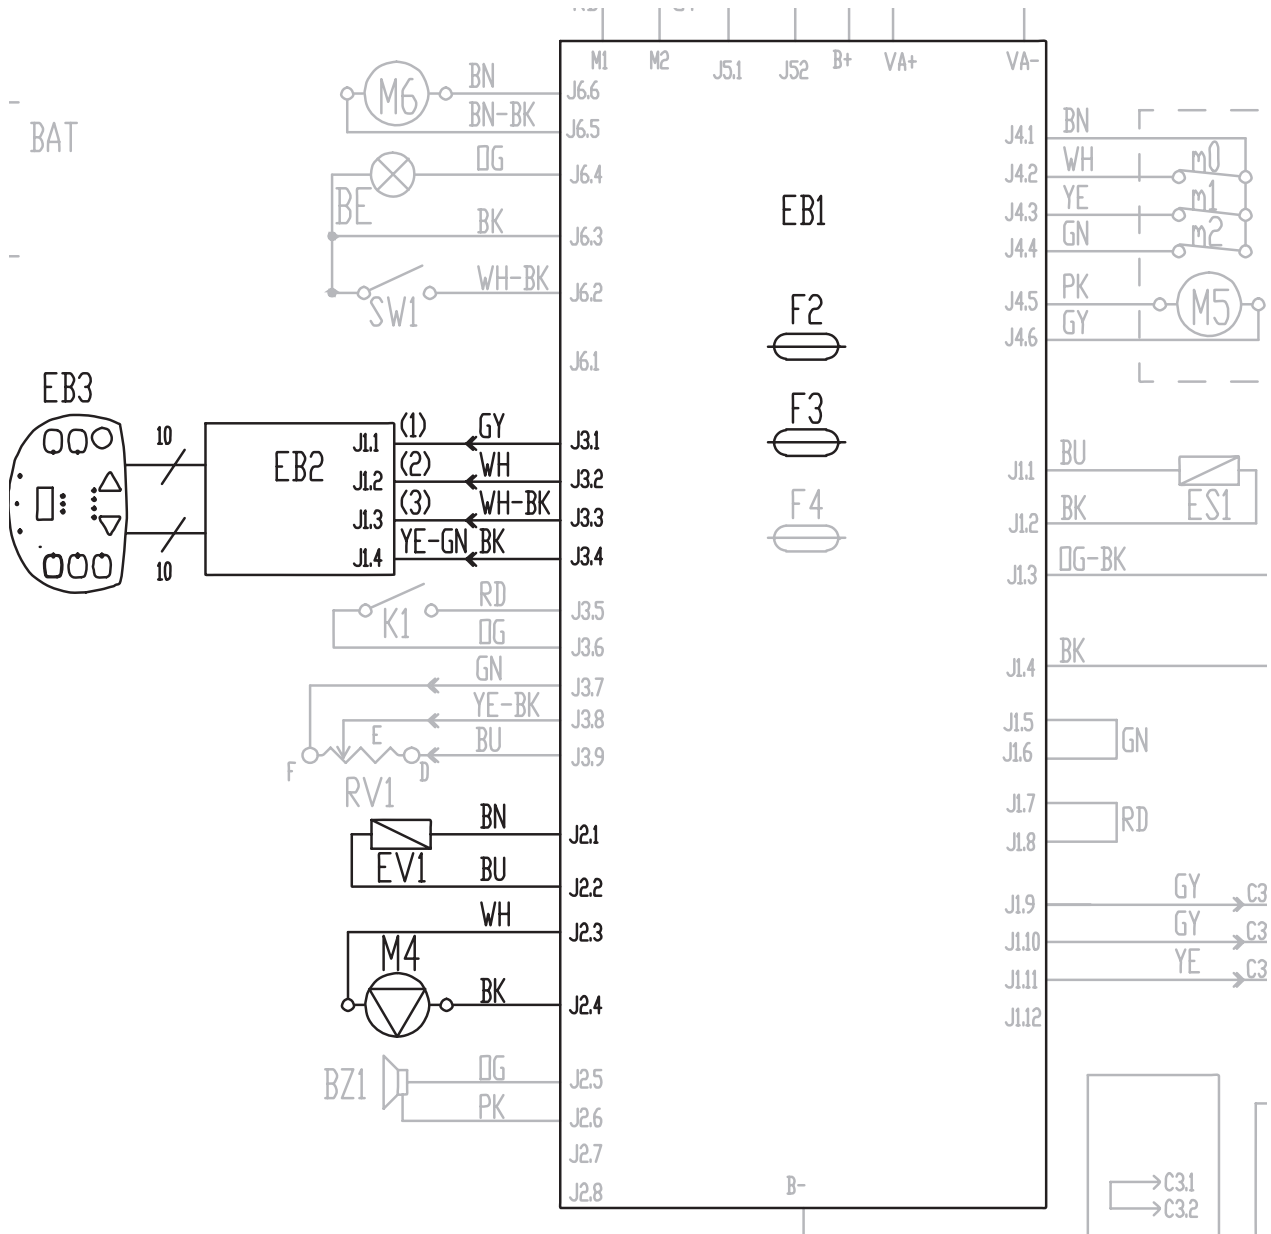 M1 M2 J5.1 J52 B+ VA+ VA-
BAT
M6 BN J6.6
BN-BK J6.5
BE OG J6.4
BK J6.3
SW1 WH-BK J6.2
J6.1
EB1
F2
F3
F4
EB3
10
10
EB2
J1.1 (1) GY J3.1
J1.2 (2) WH J3.2
J1.3 (3) WH-BK J3.3
J1.4 YE-GN BK J3.4
K1 RD J3.5
OG J3.6
GN J3.7
YE-BK J3.8
F E D BU J3.9
RV1
BN J2.1
EV1 BU J2.2
WH J2.3
M4 BK J2.4
BZ1 OG J2.5
PK J2.6
J2.7
J2.8
B-
J4.1 BN
J4.2 WH m0
J4.3 YE m1
J4.4 GN m2
J4.5 PK M5
J4.6 GY
J1.1 BU
ES1
J1.2 BK
J1.3 OG-BK
J1.4 BK
J1.5
J1.6 GN
J1.7
J1.8 RD
J1.9 GY C3
J1.10 GY C3
J1.11 YE C3
J1.12
C3.1
C3.2